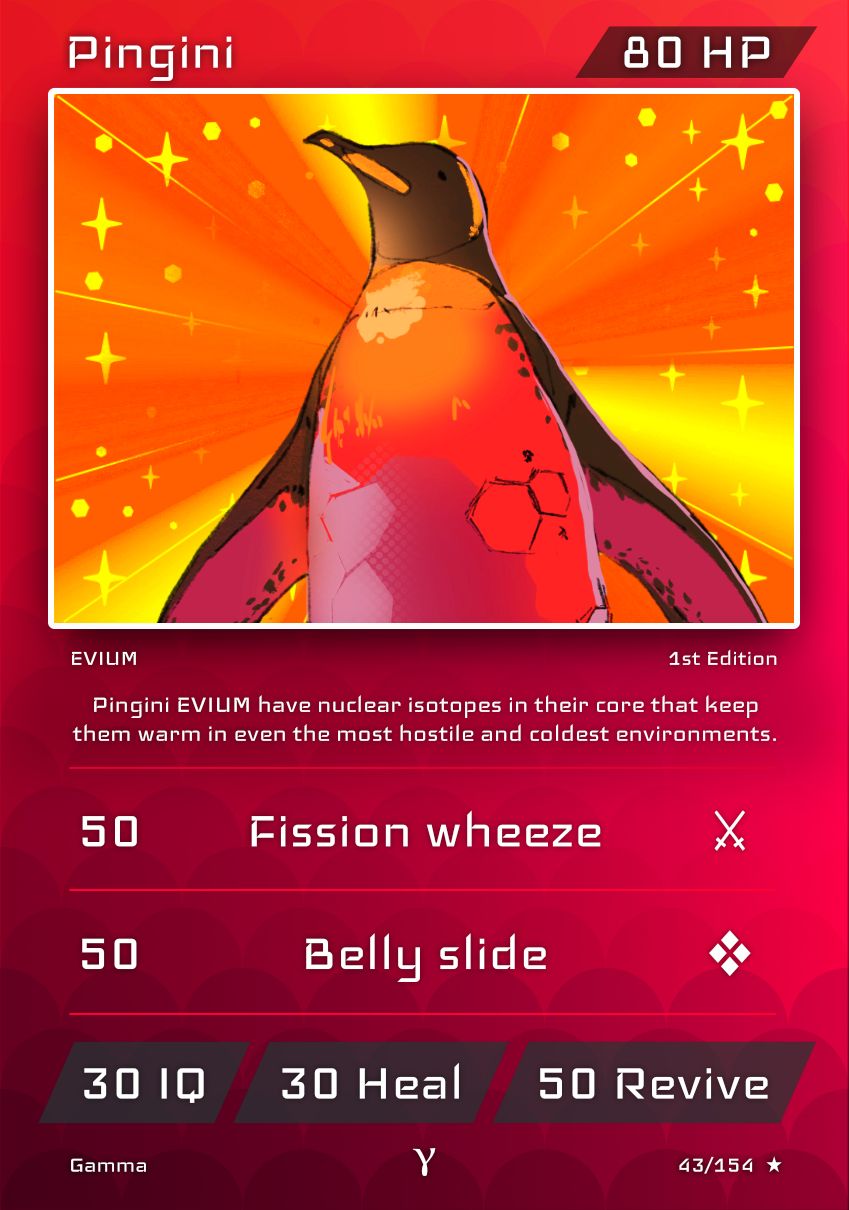 Pingini
80 HP
EVIUM
1st Edition
Pingini EVIUM have nuclear isotopes in their core that keep
them warm in even the most hostile and coldest environments.
50 Fission wheeze
50 Belly slide
30 IQ
30 Heal
50 Revive
Gamma
γ
43/154 ★